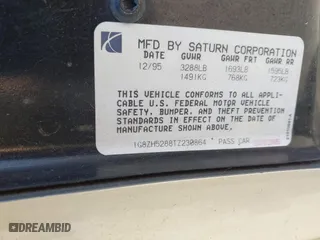 MFD BY SATURN CORPORATION
DATE GVWR GAWR FRT GAWR RR
12/95 3288LB 1693LB 1595LB
1491KG 768KG 723KG
THIS VEHICLE CONFORMS TO ALL APPLI-
CABLE U.S. FEDERAL MOTOR VEHICLE
SAFETY, BUMPER, AND THEFT PREVENTION
STANDARDS IN EFFECT ON THE DATE OF
MANUFACTURE SHOWN ABOVE.
1G8ZH5288TZ230864 * PASS CAR